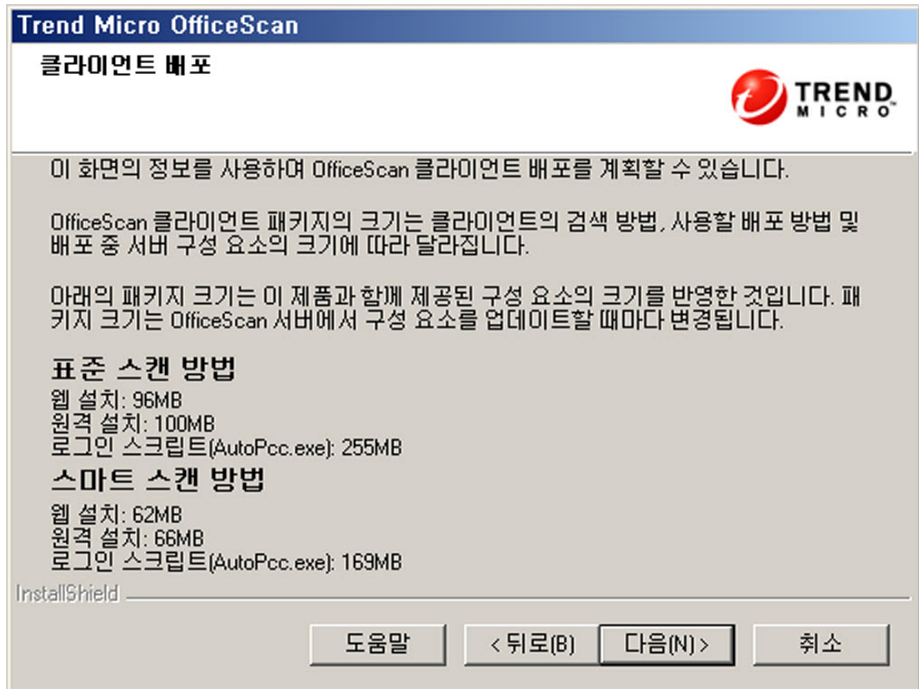 Trend Micro OfficeScan
클라이언트 배포
TREND
MICRO
이 화면의 정보를 사용하여 OfficeScan 클라이언트 배포를 계획할 수 있습니다.
OfficeScan 클라이언트 패키지의 크기는 클라이언트의 검색 방법, 사용할 배포 방법 및
배포 중 서버 구성 요소의 크기에 따라 달라집니다.
아래의 패키지 크기는 이 제품과 함께 제공된 구성 요소의 크기를 반영한 것입니다. 패
키지 크기는 OfficeScan 서버에서 구성 요소를 업데이트할 때마다 변경됩니다.
표준 스캔 방법
웹 설치: 96MB
원격 설치: 100MB
로그인 스크립트(AutoPcc.exe): 255MB
스마트 스캔 방법
웹 설치: 62MB
원격 설치: 66MB
로그인 스크립트(AutoPcc.exe): 169MB
InstallShield
도움말 < 뒤로(B) 다음(N) > 취소